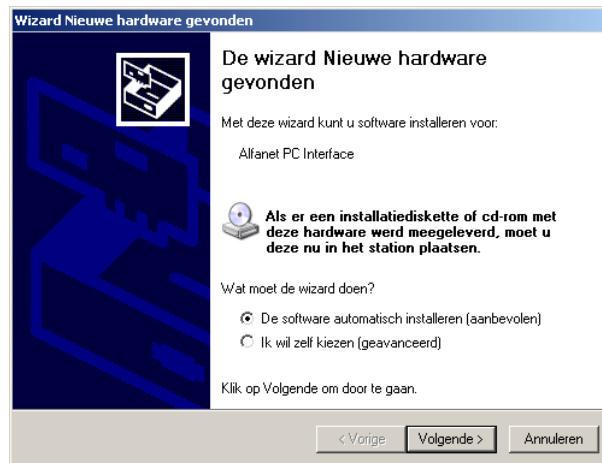 Wizard Nieuwe hardware gevonden
De wizard Nieuwe hardware
gevonden
Met deze wizard kunt u software installeren voor:
Alfanet PC Interface
Als er een installatiediskette of cd-rom met
deze hardware werd meegeleverd, moet u
deze nu in het station plaatsen.
Wat moet de wizard doen?
De software automatisch installeren (aanbevolen)
Ik wil zelf kiezen (geavanceerd)
Klik op Volgende om door te gaan.
< Vorige
Volgende >
Annuleren